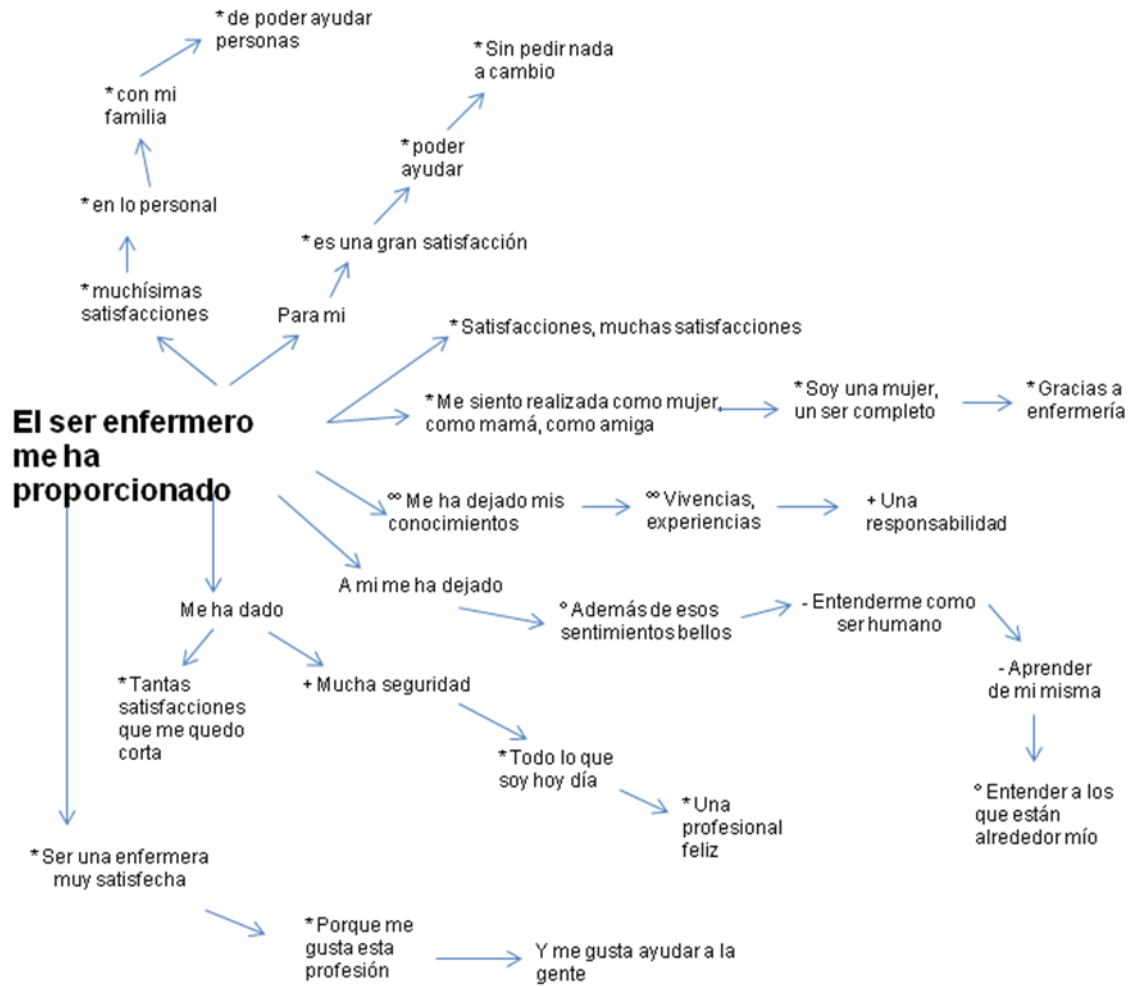 * de poder ayudar
personas
* Sin pedir nada
a cambio
* con mi
familia
* poder
ayudar
* en lo personal
* es una gran satisfacción
* muchísimas
satisfacciones
Para mi
* Satisfacciones, muchas satisfacciones
* Me siento realizada como mujer,
como mamá, como amiga
* Soy una mujer,
un ser completo
* Gracias a
enfermería
El ser enfermero
me ha
proporcionado
∞ Me ha dejado mis
conocimientos
∞ Vivencias,
experiencias
+ Una
responsabilidad
A mi me ha dejado
Me ha dado
° Además de esos
sentimientos bellos
- Entenderme como
ser humano
- Aprender
de mi misma
* Tantas
satisfacciones
que me quedo
corta
+ Mucha seguridad
* Todo lo que
soy hoy día
* Una
profesional
feliz
° Entender a los
que están
alrededor mío
* Ser una enfermera
muy satisfecha
* Porque me
gusta esta
profesión
Y me gusta ayudar a la
gente